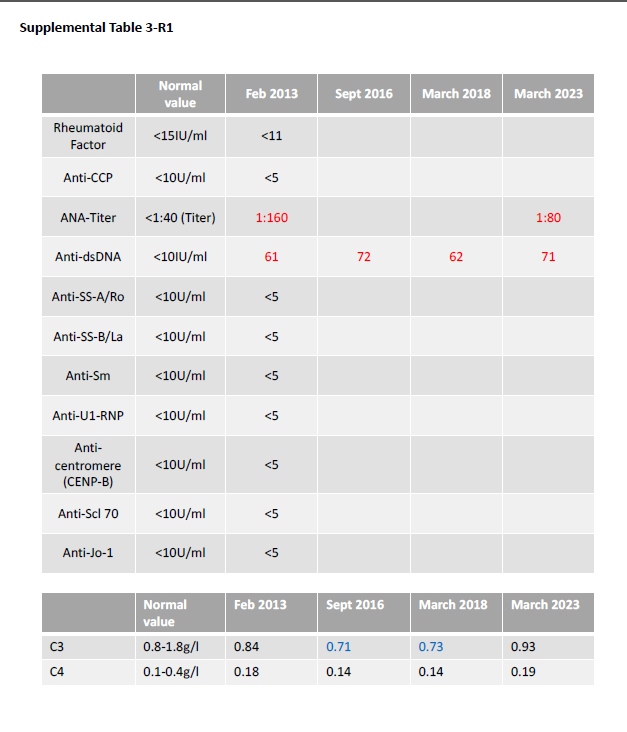 Supplemental Table 3-R1
Normal value Feb 2013 Sept 2016 March 2018 March 2023
Rheumatoid Factor <15IU/ml <11
Anti-CCP <10U/ml <5
ANA-Titer <1:40 (Titer) 1:160 1:80
Anti-dsDNA <10IU/ml 61 72 62 71
Anti-SS-A/Ro <10U/ml <5
Anti-SS-B/La <10U/ml <5
Anti-Sm <10U/ml <5
Anti-U1-RNP <10U/ml <5
Anti-centromere (CENP-B) <10U/ml <5
Anti-Scl 70 <10U/ml <5
Anti-Jo-1 <10U/ml <5
Normal value Feb 2013 Sept 2016 March 2018 March 2023
C3 0.8-1.8g/l 0.84 0.71 0.73 0.93
C4 0.1-0.4g/l 0.18 0.14 0.14 0.19